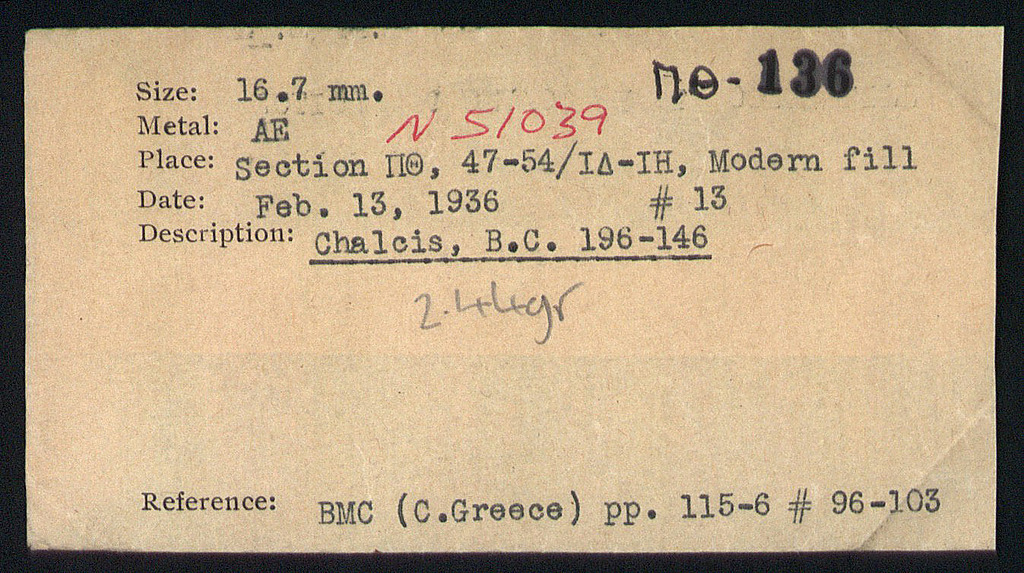 ΠΘ-136
Size: 16.7 mm.
Metal: AE N 51039
Place: Section ΠΘ, 47-54/ΙΔ-ΙΗ, Modern fill
Date: Feb. 13, 1936 # 13
Description: Chalcis, B.C. 196-146
2.44gr
Reference: BMC (C.Greece) pp. 115-6 # 96-103